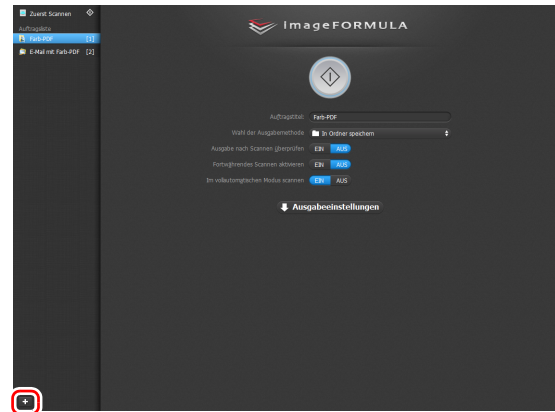 Zuerst Scannen
Auftragsliste
Farb-PDF [1]
E-Mail mit Farb-PDF [2]
imageFORMULA
Auftragstitel: Farb-PDF
Wahl der Ausgabemethode In Ordner speichern
Ausgabe nach Scannen überprüfen EIN AUS
Fortwährendes Scannen aktivieren EIN AUS
Im vollautomatischen Modus scannen EIN AUS
Ausgabeeinstellungen
+